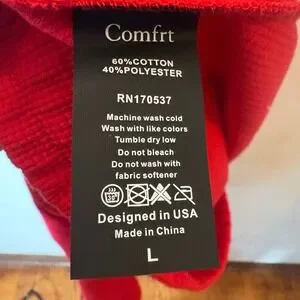 Comfrt
60%COTTON
40%POLYESTER
RN170537
Machine wash cold
Wash with like colors
Tumble dry low
Do not bleach
Do not wash with
fabric softener
Designed in USA
Made in China
L